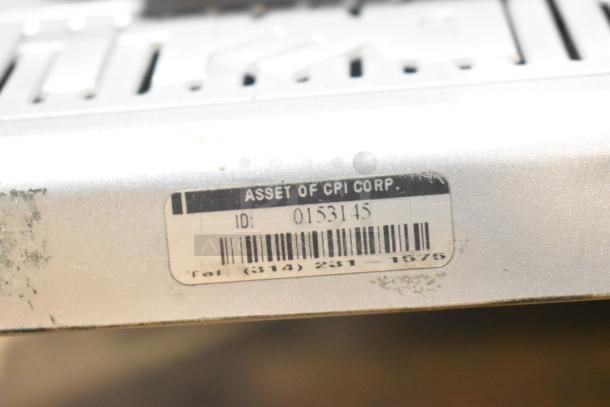 ASSET OF CPI CORP.
ID: 0153145
Tel. (314) 231 - 1575